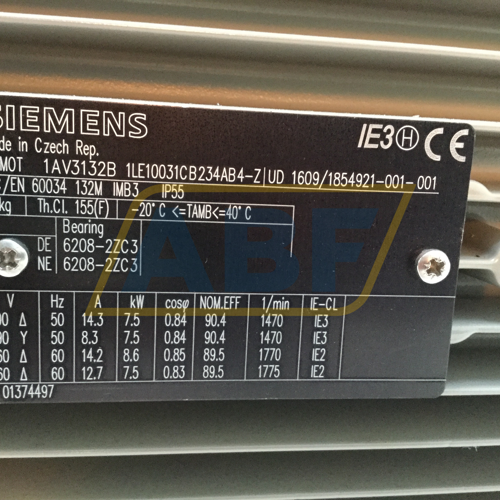 SIEMENS
IE3 H CE
de in Czech Rep.
MOT 1AV3132B 1LE10031CB234AB4-Z UD 1609/1854921-001-001
/EN 60034 132M IMB3 IP55
kg Th.Cl. 155(F) -20°C <=TAMB<=40°C
Bearing
DE 6208-2ZC3
NE 6208-2ZC3
V Hz A kW cosφ NOM.EFF 1/min IE-CL
00 Δ 50 14.3 7.5 0.84 90.4 1470 IE3
90 Y 50 8.3 7.5 0.84 90.4 1470 IE3
60 Δ 60 14.2 8.6 0.85 89.5 1770 IE2
60 Δ 60 12.7 7.5 0.83 89.5 1775 IE2
01374497
ABF